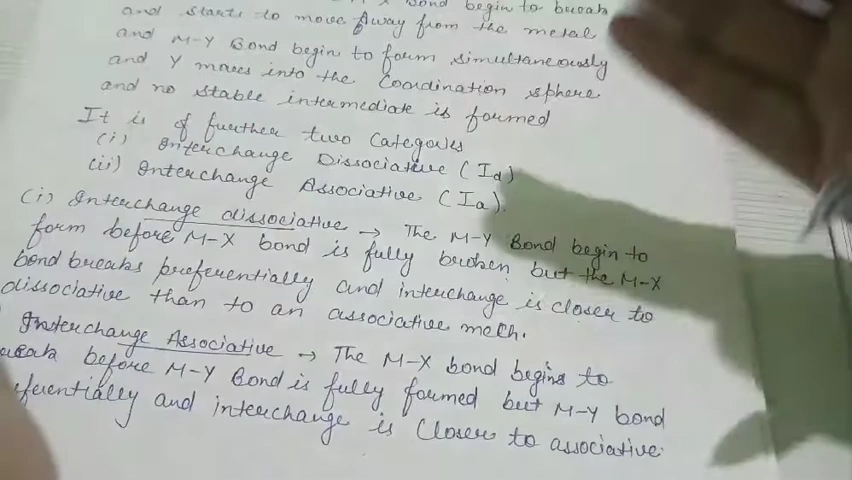 Bond begin to break
and starts to move away from the metal
and M-Y Bond begin to form simultaneously
and Y moves into the Coordination sphere
and no stable intermediate is formed
It is of further two Categories
(i) Interchange Dissociative (Id)
(ii) Interchange Associative (Ia).
(i) Interchange dissociative → The M-Y Bond begin to
form before M-X bond is fully broken but the M-X
bond breaks preferentially and interchange is closer to
dissociative than to an associative mech.
Interchange Associative → The M-X bond begins to
before M-Y Bond is fully formed but M-Y bond
and interchange is closer to associative